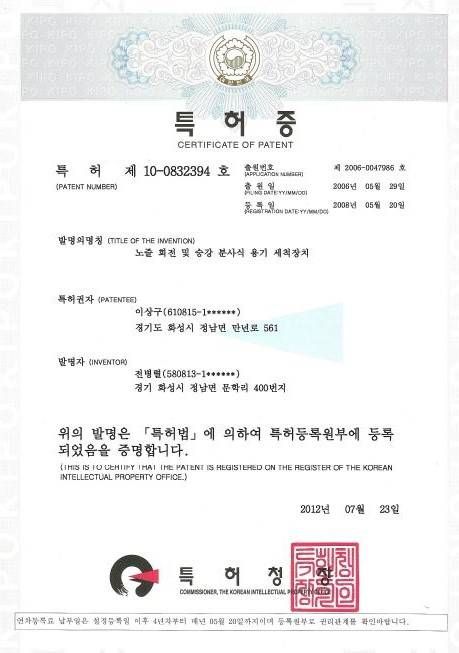 특허증
CERTIFICATE OF PATENT
특 허 제 10-0832394 호
(PATENT NUMBER)
출원번호 제 2006-0047986 호
(APPLICATION NUMBER)
출 원 일 2006년 05월 29일
(FILING DATE:YY/MM/DD)
등 록 일 2008년 05월 20일
(REGISTRATION DATE:YY/MM/DD)
발명의명칭 (TITLE OF THE INVENTION)
노즐 회전 및 승강 분사식 용기 세척장치
특허권자 (PATENTEE)
이상구(610815-1******)
경기도 화성시 정남면 만년로 561
발명자 (INVENTOR)
전병렬(580813-1******)
경기 화성시 정남면 문학리 400번지
위의 발명은 「특허법」에 의하여 특허등록원부에 등록
되었음을 증명합니다.
(THIS IS TO CERTIFY THAT THE PATENT IS REGISTERED ON THE REGISTER OF THE KOREAN
INTELLECTUAL PROPERTY OFFICE.)
2012년 07월 23일
특 허 청 장
COMMISSIONER, THE KOREAN INTELLECTUAL PROPERTY OFFICE
연차등록료 납부일은 설정등록일 이후 4년차부터 매년 05월 20일까지이며 등록원부로 권리관계를 확인바랍니다.